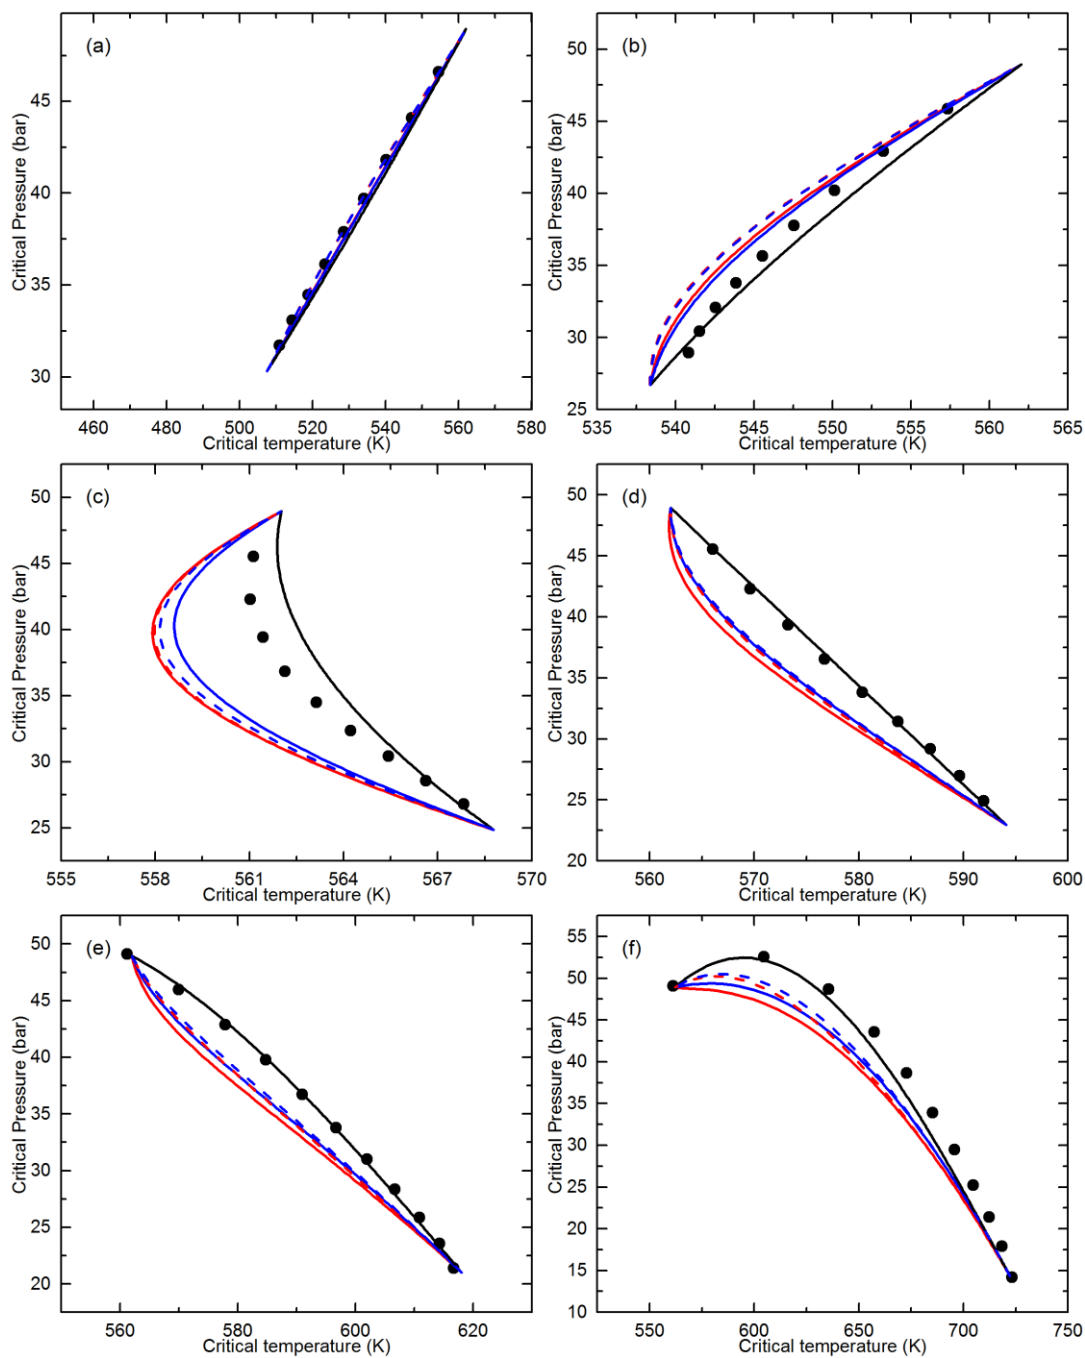 (a)
45
40
35
30
460 480 500 520 540 560 580
Critical temperature (K)
Critical Pressure (bar)
(b)
50
45
40
35
30
25
535 540 545 550 555 560 565
Critical temperature (K)
Critical Pressure (bar)
(c)
50
45
40
35
30
25
555 558 561 564 567 570
Critical temperature (K)
Critical Pressure (bar)
(d)
50
45
40
35
30
25
20
560 570 580 590 600
Critical temperature (K)
Critical Pressure (bar)
(e)
50
45
40
35
30
25
20
560 580 600 620
Critical temperature (K)
Critical Pressure (bar)
(f)
55
50
45
40
35
30
25
20
15
10
550 600 650 700 750
Critical temperature (K)
Critical Pressure (bar)